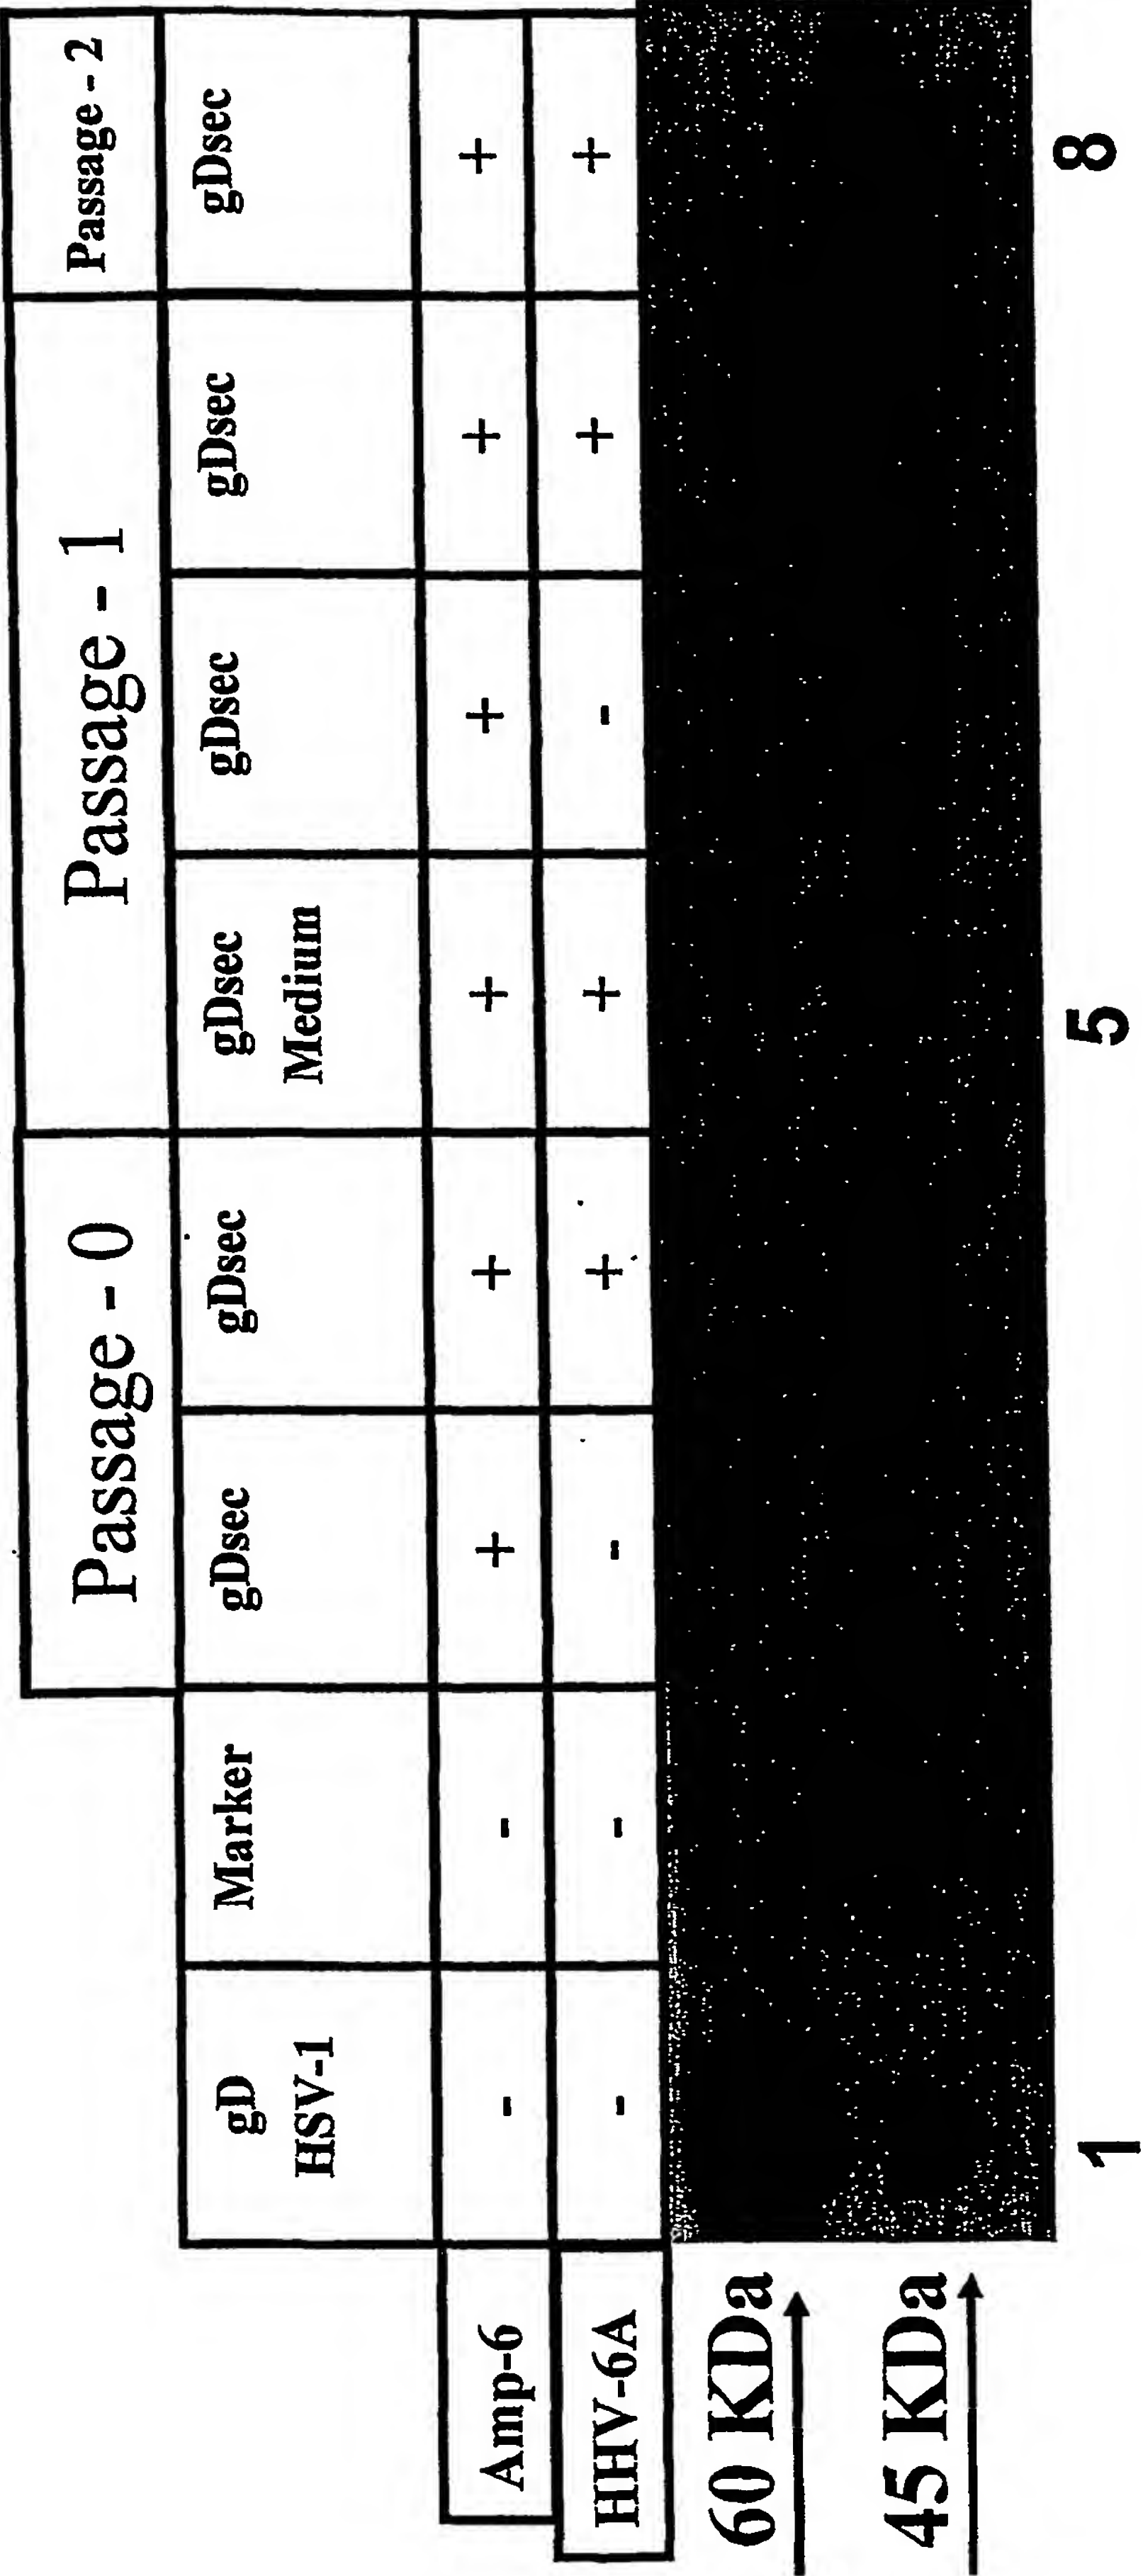 Passage - 0 Passage - 1 Passage - 2
gD HSV-1 Marker gDsec gDsec gDsec Medium gDsec gDsec gDsec
Amp-6 - - + + + + + +
HHV-6A - - - + + - + +
60 KDa
45 KDa
1 5 8